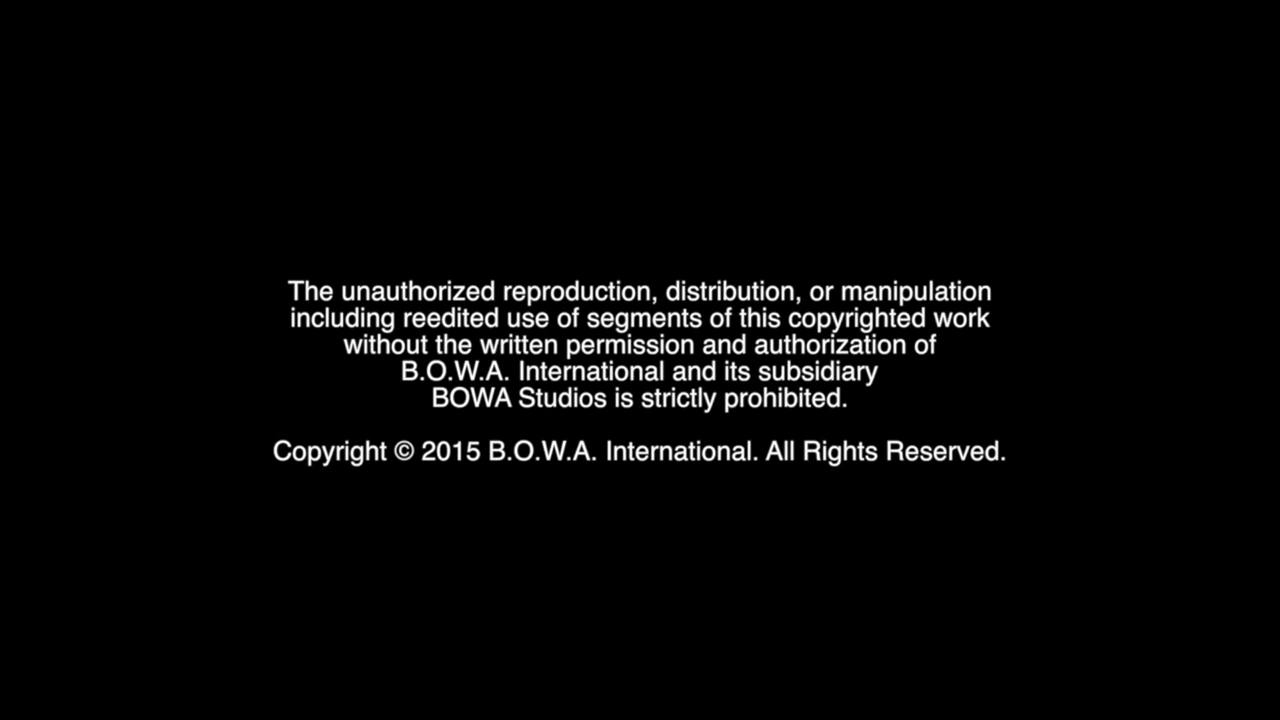 The unauthorized reproduction, distribution, or manipulation
including reedited use of segments of this copyrighted work
without the written permission and authorization of
B.O.W.A. International and its subsidiary
BOWA Studios is strictly prohibited.
Copyright © 2015 B.O.W.A. International. All Rights Reserved.